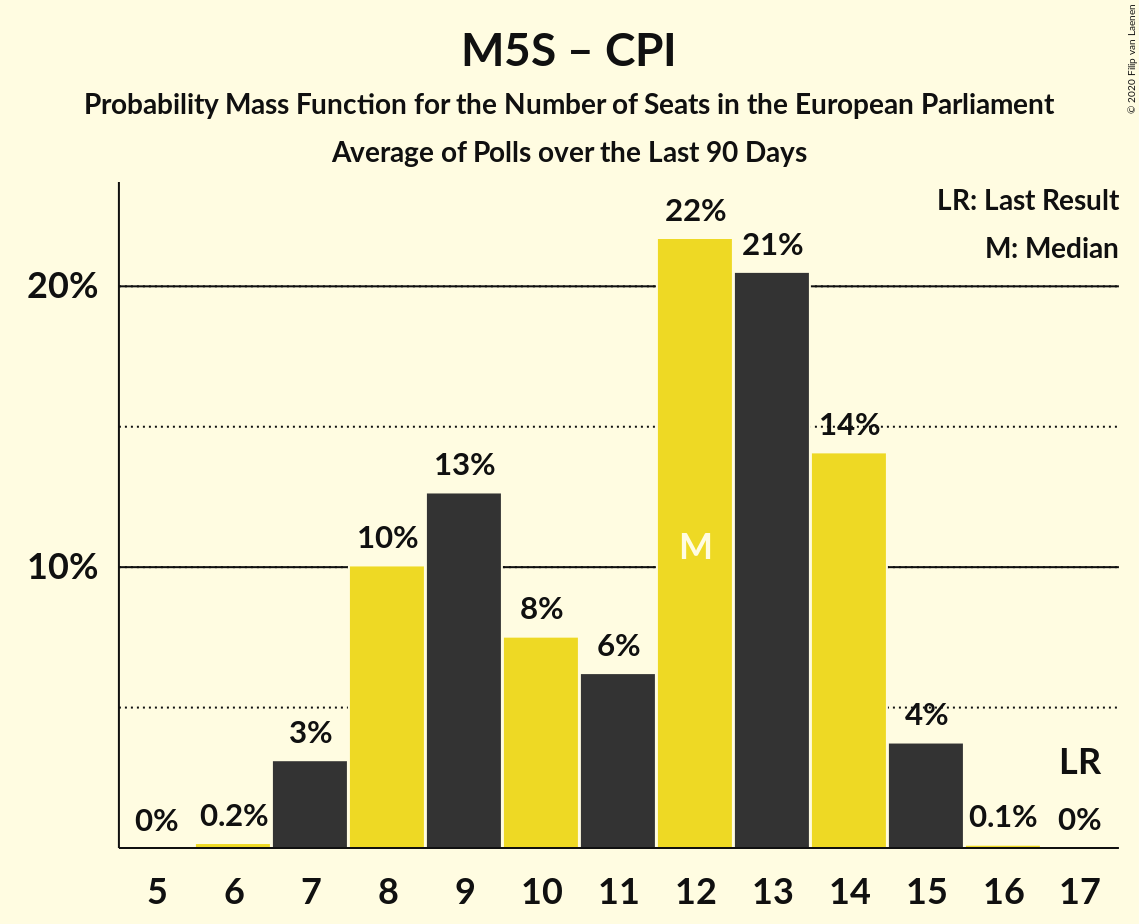 M5S – CPI
Probability Mass Function for the Number of Seats in the European Parliament
Average of Polls over the Last 90 Days
© 2020 Filip van Laenen
LR: Last Result
M: Median
20%
10%
0%
0.2%
3%
10%
13%
8%
6%
22%
21%
14%
4%
0.1%
0%
M
LR
5 6 7 8 9 10 11 12 13 14 15 16 17